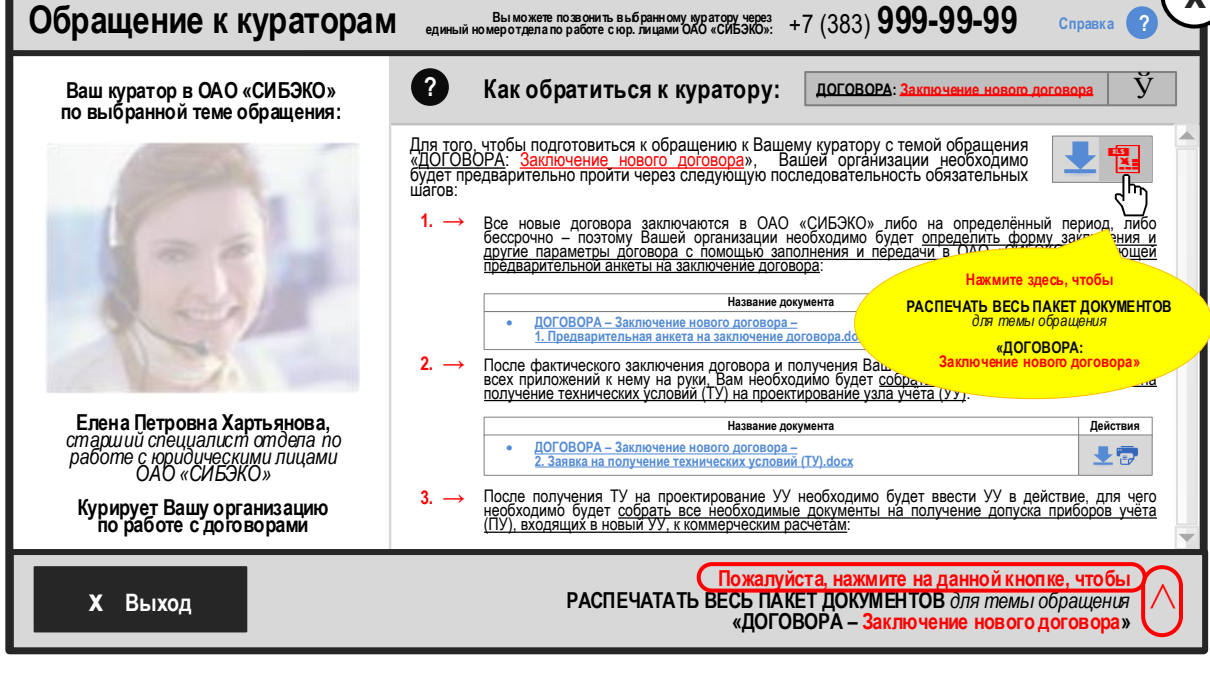 Обращение к кураторам
Вы можете позвонить выбранному куратору через
единый номер отдела по работе с юр. лицами ОАО «СИБЭКО»:
+7 (383) 999-99-99
Справка ?
X
Ваш куратор в ОАО «СИБЭКО»
по выбранной теме обращения:
Елена Петровна Хартьянова,
старший специалист отдела по
работе с юридическими лицами
ОАО «СИБЭКО»
Курирует Вашу организацию
по работе с договорами
? Как обратиться к куратору:
ДОГОВОРА: Заключение нового договора Ў
Для того, чтобы подготовиться к обращению к Вашему куратору с темой обращения
«ДОГОВОРА: Заключение нового договора», Вашей организации необходимо
будет предварительно пройти через следующую последовательность обязательных
шагов:
1. → Все новые договора заключаются в ОАО «СИБЭКО» либо на определённый период, либо
бессрочно – поэтому Вашей организации необходимо будет определить форму и
другие параметры договора с помощью заполнения и передачи в
предварительной анкеты на заключение договора:
Название документа
• ДОГОВОРА – Заключение нового договора –
1. Предварительная анкета на заключение договора.do
Нажмите здесь, чтобы
РАСПЕЧАТЬ ВЕСЬ ПАКЕТ ДОКУМЕНТОВ
для темы обращения
«ДОГОВОРА:
Заключение нового договора»
2. → После фактического заключения договора и получения
всех приложений к нему на руки, Вам необходимо будет на
получение технических условий (ТУ) на проектирование узла учёта (УУ):
Название документа Действия
• ДОГОВОРА – Заключение нового договора –
2. Заявка на получение технических условий (ТУ).docx
3. → После получения ТУ на проектирование УУ необходимо будет ввести УУ в действие, для чего
необходимо будет собрать все необходимые документы на получение допуска приборов учёта
(ПУ), входящих в новый УУ, к коммерческим расчётам:
X Выход
Пожалуйста, нажмите на данной кнопке, чтобы
РАСПЕЧАТАТЬ ВЕСЬ ПАКЕТ ДОКУМЕНТОВ для темы обращения
«ДОГОВОРА – Заключение нового договора»